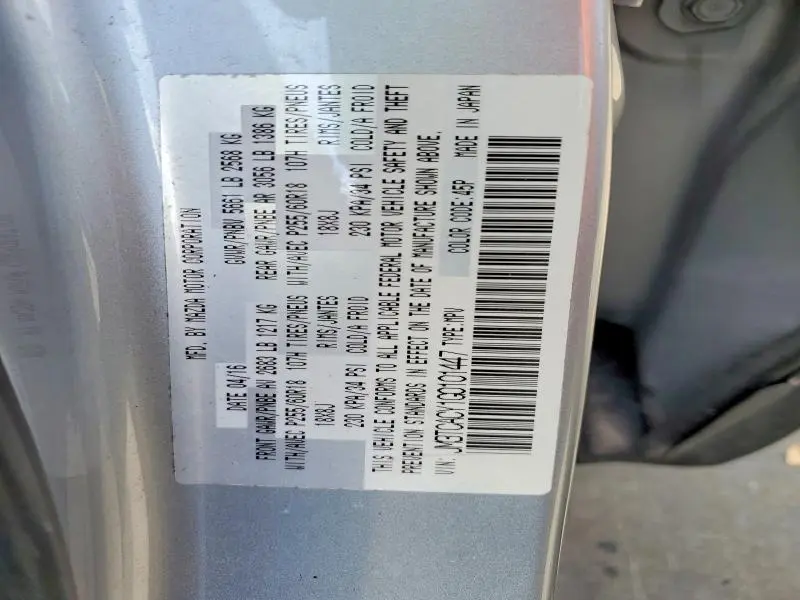 MFD. BY MAZDA MOTOR CORPORATION
DATE 04/16 GVWR/PNBV 5661 LB 2568 KG
FRONT GAWR/PNBE AV 2683 LB 1217 KG REAR GAWR/PNBE AR 3056 LB 1386 KG
WITH/AVEC P255/60R18 107H TIRES/PNEUS WITH/AVEC P255/60R18 107H TIRES/PNEUS
18X8J RIMS/JANTES 18X8J RIMS/JANTES
230 KPA/34 PSI COLD/A FROID 230 KPA/34 PSI COLD/A FROID
THIS VEHICLE CONFORMS TO ALL APPLICABLE FEDERAL MOTOR VEHICLE SAFETY AND THEFT
PREVENTION STANDARDS IN EFFECT ON THE DATE OF MANUFACTURE SHOWN ABOVE.
COLOR CODE:45P MADE IN JAPAN
VIN: JM3TCACY1G0101447 TYPE:MPV